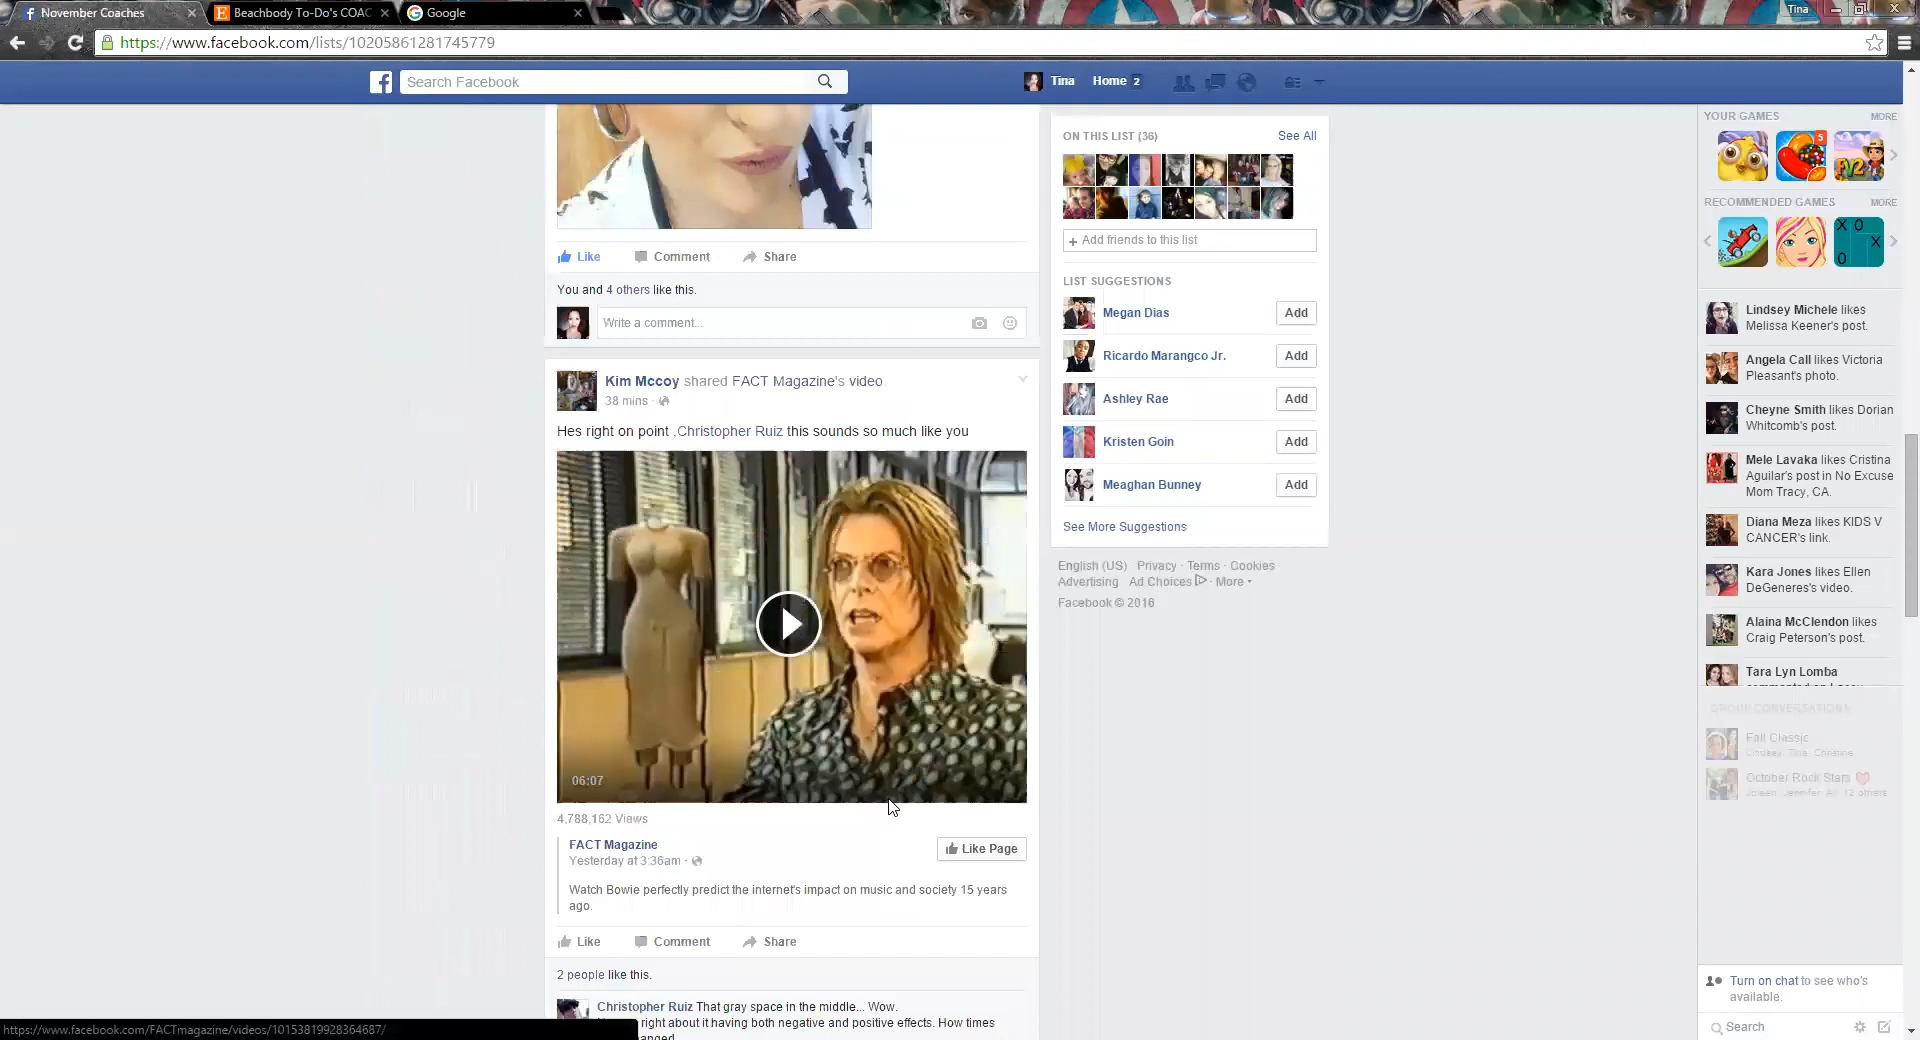 November Coaches
Beachbody To-Do's COAC
Google
Tina
https://www.facebook.com/lists/10205861281745779
Search Facebook
Tina
Home 2
Like
Comment
Share
You and 4 others like this.
Write a comment...
Kim Mccoy shared FACT Magazine's video.
38 mins ·
Hes right on point ,Christopher Ruiz this sounds so much like you
06:07
4,788,162 Views
FACT Magazine
Yesterday at 3:36am ·
Like Page
Watch Bowie perfectly predict the internet's impact on music and society 15 years
ago.
Like
Comment
Share
2 people like this.
Christopher Ruiz That gray space in the middle... Wow.
right about it having both negative and positive effects. How times
https://www.facebook.com/FACTmagazine/videos/10153819928364687/
ON THIS LIST (36)
See All
+ Add friends to this list
LIST SUGGESTIONS
Megan Dias
Add
Ricardo Marangco Jr.
Add
Ashley Rae
Add
Kristen Goin
Add
Meaghan Bunney
Add
See More Suggestions
English (US) · Privacy · Terms · Cookies
Advertising · Ad Choices · More
Facebook © 2016
YOUR GAMES
MORE
5
FV2
RECOMMENDED GAMES
MORE
X O
X
O
Lindsey Michele likes
Melissa Keener's post.
Angela Call likes Victoria
Pleasant's photo.
Cheyne Smith likes Dorian
Whitcomb's post.
Mele Lavaka likes Cristina
Aguilar's post in No Excuse
Mom Tracy, CA.
Diana Meza likes KIDS V
CANCER's link.
Kara Jones likes Ellen
DeGeneres's video.
Alaina McClendon likes
Craig Peterson's post.
Tara Lyn Lomba
GROUP CONVERSATIONS
Fall Classic
Lindsey, Tina, Christine
October Rock Stars
12 others
Turn on chat to see who's
available.
Search